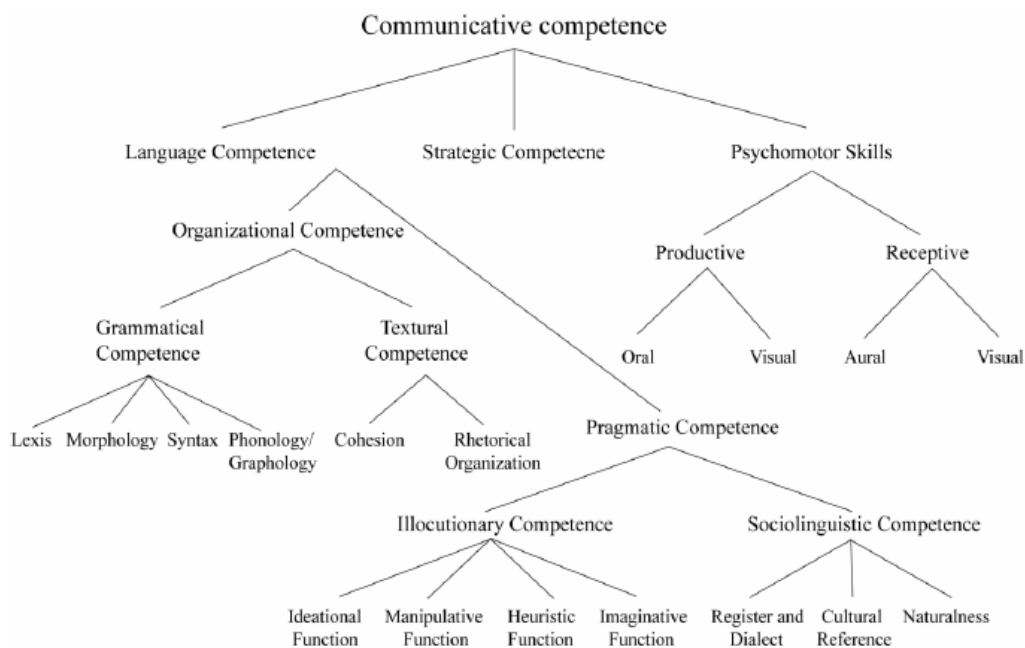 Communicative competence
Language Competence
Strategic Competecne
Psychomotor Skills
Organizational Competence
Productive
Receptive
Grammatical
Competence
Textural
Competence
Oral
Visual
Aural
Visual
Lexis
Morphology
Syntax
Phonology/
Graphology
Cohesion
Rhetorical
Organization
Pragmatic Competence
Illocutionary Competence
Sociolinguistic Competence
Ideational
Function
Manipulative
Function
Heuristic
Function
Imaginative
Function
Register and
Dialect
Cultural
Reference
Naturalness